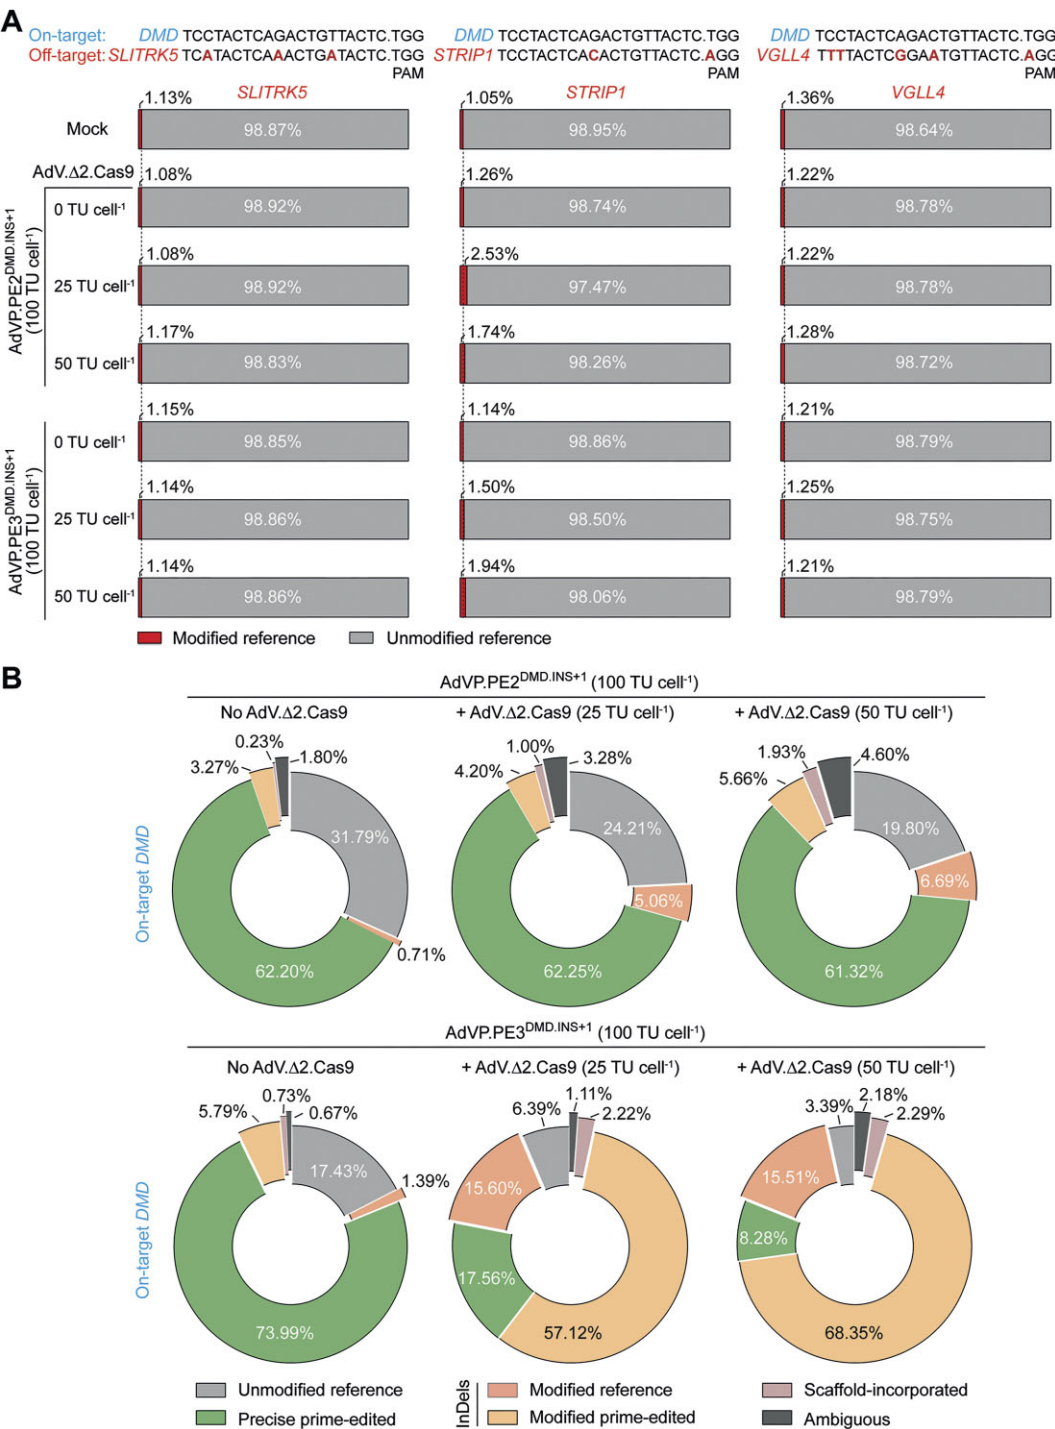 A
On-target: DMD TCCTACTCAGACTGTTACTC.TGG DMD TCCTACTCAGACTGTTACTC.TGG DMD TCCTACTCAGACTGTTACTC.TGG
Off-target: SLITRK5 TCATACTCAAACTGATACTC.TGG STRIP1 TCCTACTCACACTGTTACTC.AGG VGLL4 TTTTACTCGGAATGTTACTC.AGG
PAM PAM PAM
SLITRK5 STRIP1 VGLL4
1.13% 1.05% 1.36%
Mock 98.87% 98.95% 98.64%
AdV.Δ2.Cas9 1.08% 1.26% 1.22%
AdVP.PE2DMD.INS+1 (100 TU cell-1)
0 TU cell-1 98.92% 98.74% 98.78%
1.08% 2.53% 1.22%
25 TU cell-1 98.92% 97.47% 98.78%
1.17% 1.74% 1.28%
50 TU cell-1 98.83% 98.26% 98.72%
1.15% 1.14% 1.21%
AdVP.PE3DMD.INS+1 (100 TU cell-1)
0 TU cell-1 98.85% 98.86% 98.79%
1.14% 1.50% 1.25%
25 TU cell-1 98.86% 98.50% 98.75%
1.14% 1.94% 1.21%
50 TU cell-1 98.86% 98.06% 98.79%
Modified reference Unmodified reference
B
AdVP.PE2DMD.INS+1 (100 TU cell-1)
On-target DMD
No AdV.Δ2.Cas9
0.23%
1.80%
3.27%
31.79%
0.71%
62.20%
+ AdV.Δ2.Cas9 (25 TU cell-1)
1.00%
3.28%
4.20%
24.21%
5.06%
62.25%
+ AdV.Δ2.Cas9 (50 TU cell-1)
1.93%
4.60%
5.66%
19.80%
6.69%
61.32%
AdVP.PE3DMD.INS+1 (100 TU cell-1)
On-target DMD
No AdV.Δ2.Cas9
0.73%
0.67%
5.79%
17.43%
1.39%
73.99%
+ AdV.Δ2.Cas9 (25 TU cell-1)
1.11%
6.39%
2.22%
15.60%
17.56%
57.12%
+ AdV.Δ2.Cas9 (50 TU cell-1)
2.18%
3.39%
2.29%
15.51%
8.28%
68.35%
Unmodified reference
Precise prime-edited
InDels
Modified reference
Modified prime-edited
Scaffold-incorporated
Ambiguous